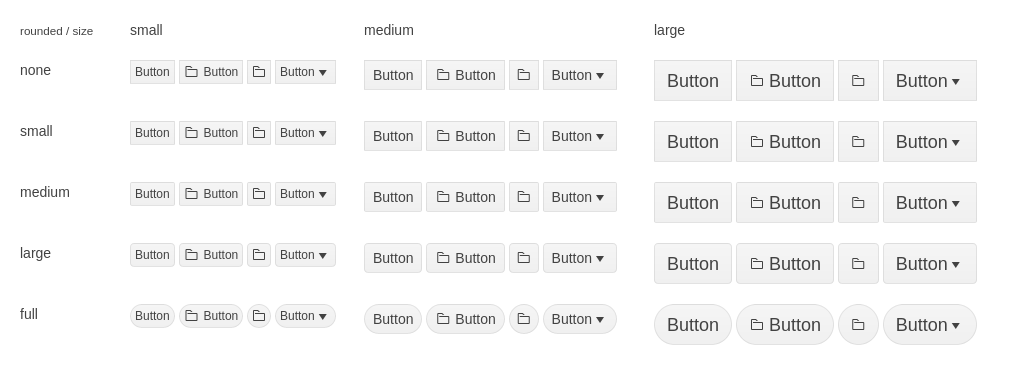 rounded / size small medium large
none Button Button Button Button Button Button Button Button Button
small Button Button Button Button Button Button Button Button Button
medium Button Button Button Button Button Button Button Button Button
large Button Button Button Button Button Button Button Button Button
full Button Button Button Button Button Button Button Button Button